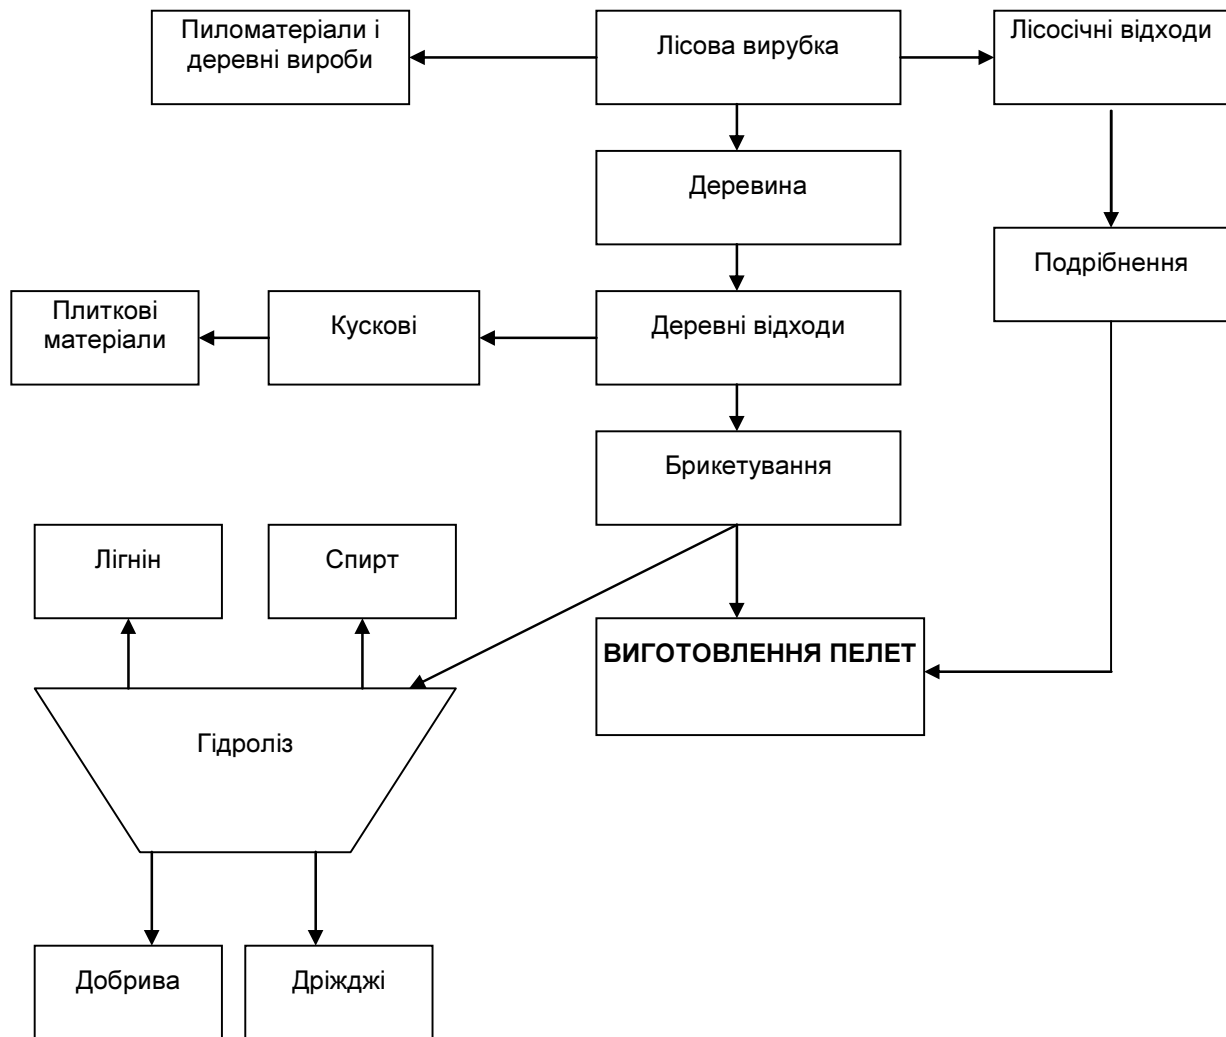 Пиломатеріали і
деревні вироби
Лісова вирубка
Лісосічні відходи
Деревина
Подрібнення
Плиткові
матеріали
Кускові
Деревні відходи
Брикетування
Лігнін
Спирт
ВИГОТОВЛЕННЯ ПЕЛЕТ
Гідроліз
Добрива
Дріжджі